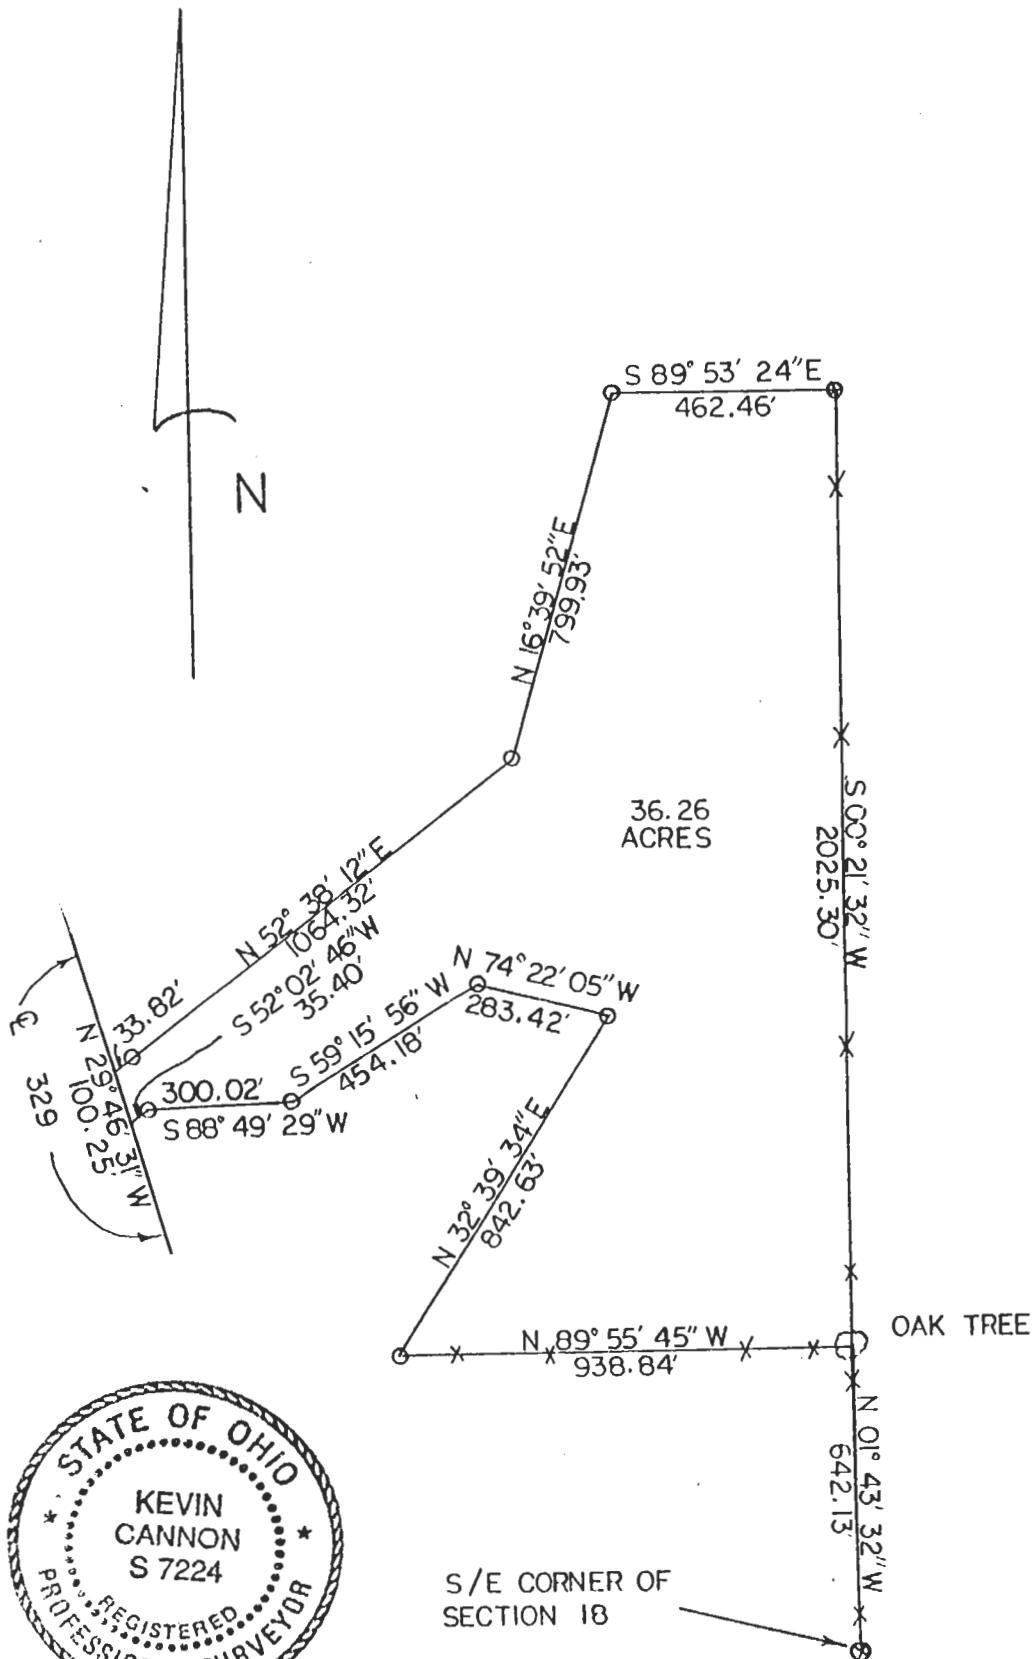 N
S 89° 53' 24" E
462.46'
N 16° 39' 52" E
799.93'
36.26
ACRES
S 00° 21' 32" W
2025.30'
N 52° 38' 12" E
1064.32'
S 52° 02' 46" W
35.40'
33.82'
N 74° 22' 05" W
283.42'
S 59° 15' 56" W
454.18'
300.02'
S 88° 49' 29" W
℄
329
N 29° 46' 31" W
100.25'
N 32° 39' 34" E
842.63'
N 89° 55' 45" W
938.84'
OAK TREE
N 01° 43' 32" W
642.13'
S/E CORNER OF
SECTION 18
STATE OF OHIO
KEVIN
CANNON
S 7224
REGISTERED